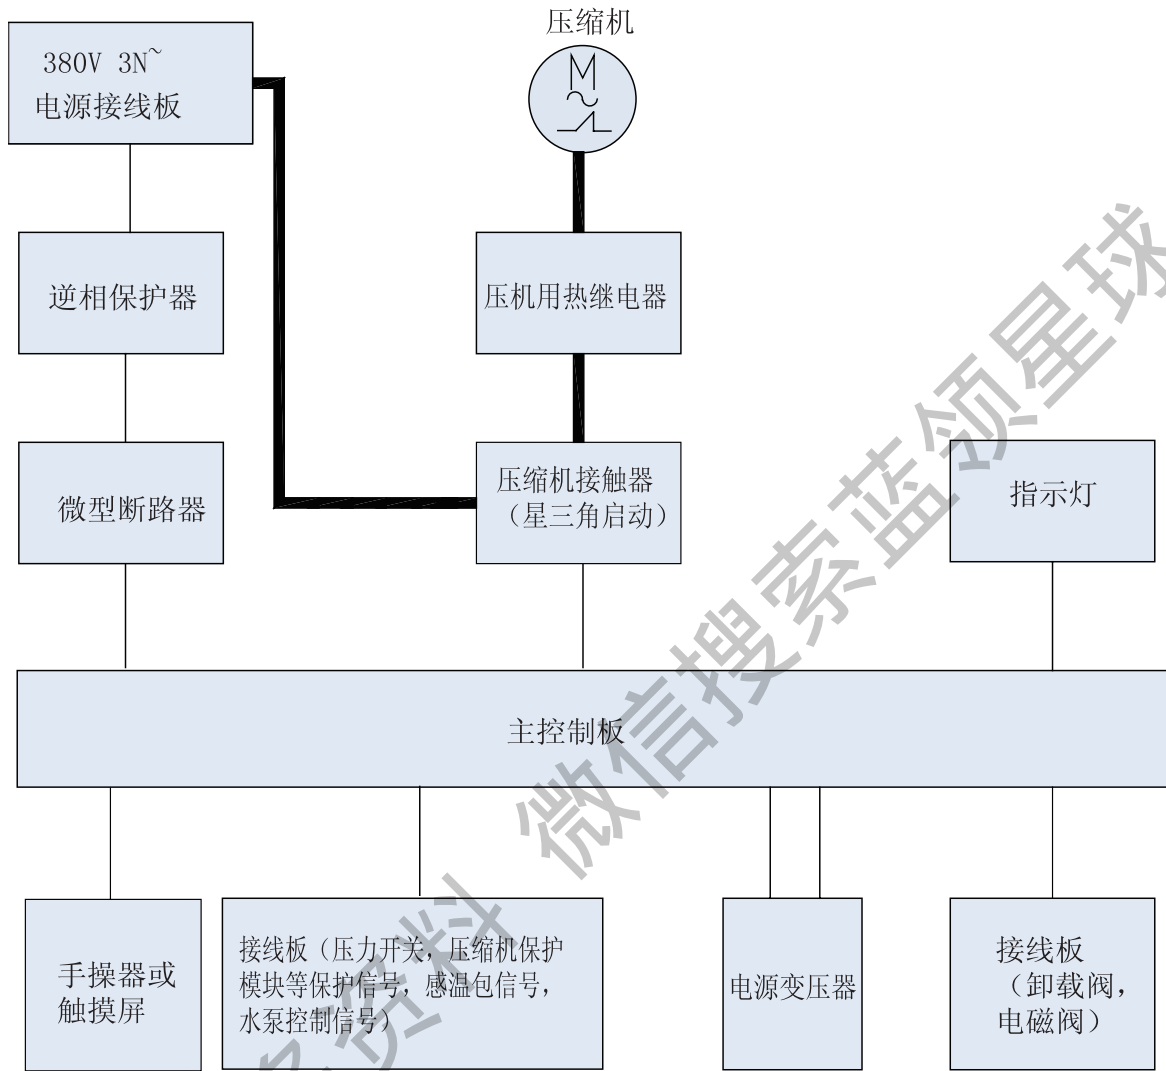 压缩机
380V 3N~
电源接线板
M
逆相保护器
压机用热继电器
微型断路器
压缩机接触器
（星三角启动）
指示灯
主控制板
手操器或
触摸屏
接线板（压力开关，压缩机保护
模块等保护信号，感温包信号，
水泵控制信号）
电源变压器
接线板
（卸载阀，
电磁阀）
资料 微信搜索蓝领星球